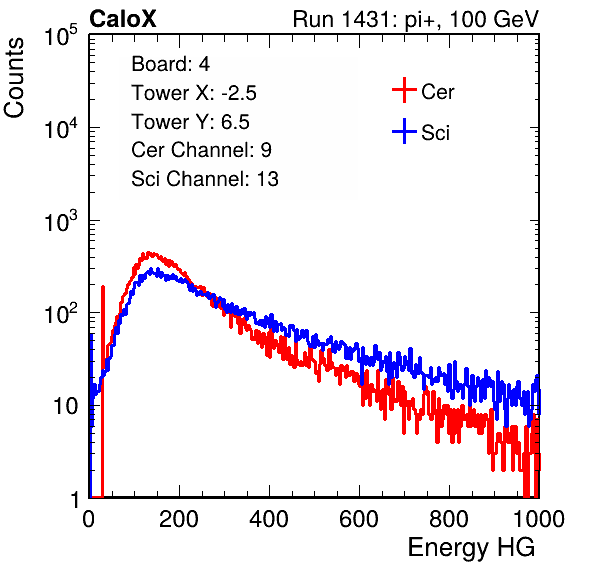 CaloX Run 1431: pi+, 100 GeV
Counts
Board: 4
Tower X: -2.5
Tower Y: 6.5
Cer Channel: 9
Sci Channel: 13
Cer
Sci
10^5
10^4
10^3
10^2
10
1
0 200 400 600 800 1000
Energy HG